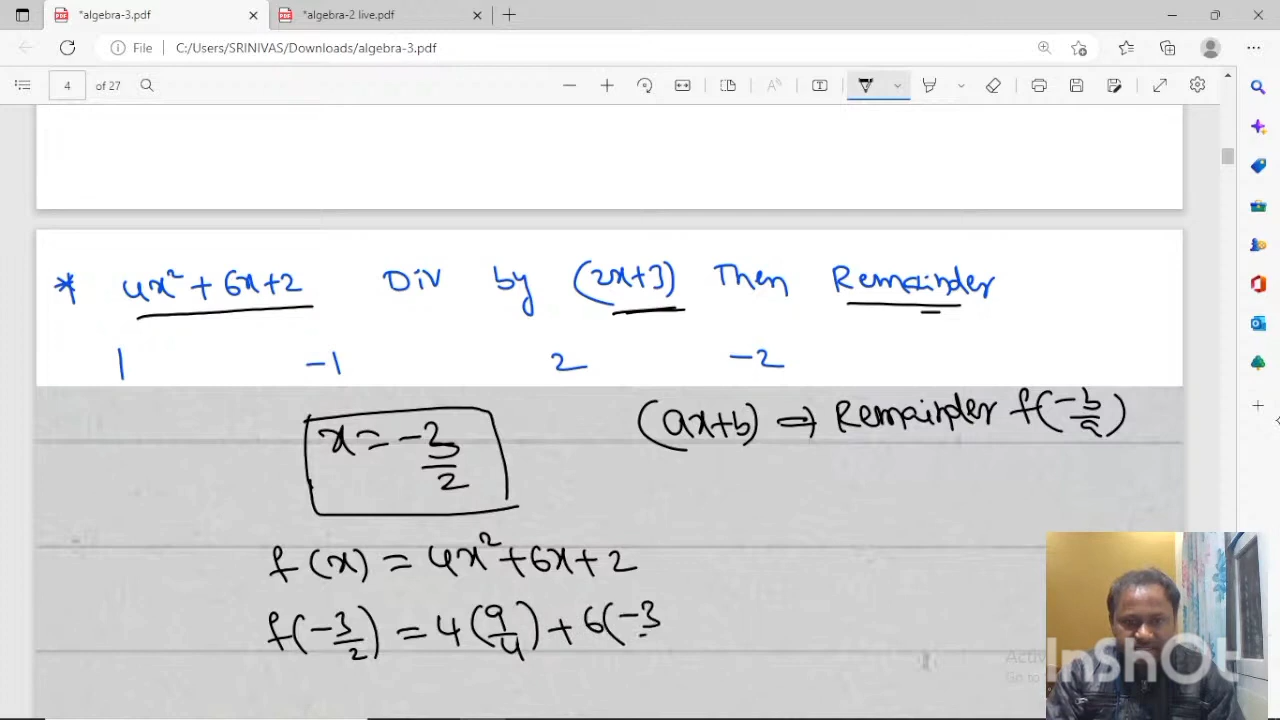 *algebra-3.pdf
*algebra-2 live.pdf
File C:/Users/SRINIVAS/Downloads/algebra-3.pdf
4 of 27
* 4x² + 6x+2 Div by (2x+3) Then Remainder
1 -1 2 -2
(ax+b) ⇒ Remainder f(-b/a)
x = -3/2
f(x) = 4x²+6x+2
f(-3/2) = 4(9/4) + 6(-3
InShOt
Go to